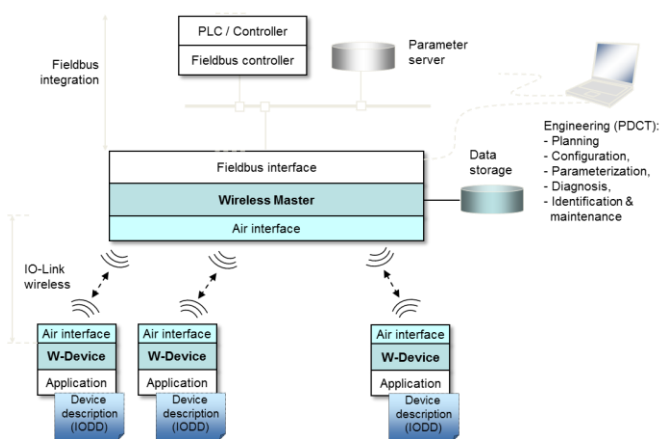 PLC / Controller
Fieldbus controller
Parameter
server
Fieldbus
integration
Engineering (PDCT):
- Planning
- Configuration,
- Parameterization,
- Diagnosis,
- Identification &
maintenance
Fieldbus interface
Wireless Master
Air interface
Data
storage
IO-Link
wireless
Air interface
W-Device
Application
Device
description
(IODD)
Air interface
W-Device
Application
Device
description
(IODD)
Air interface
W-Device
Application
Device
description
(IODD)